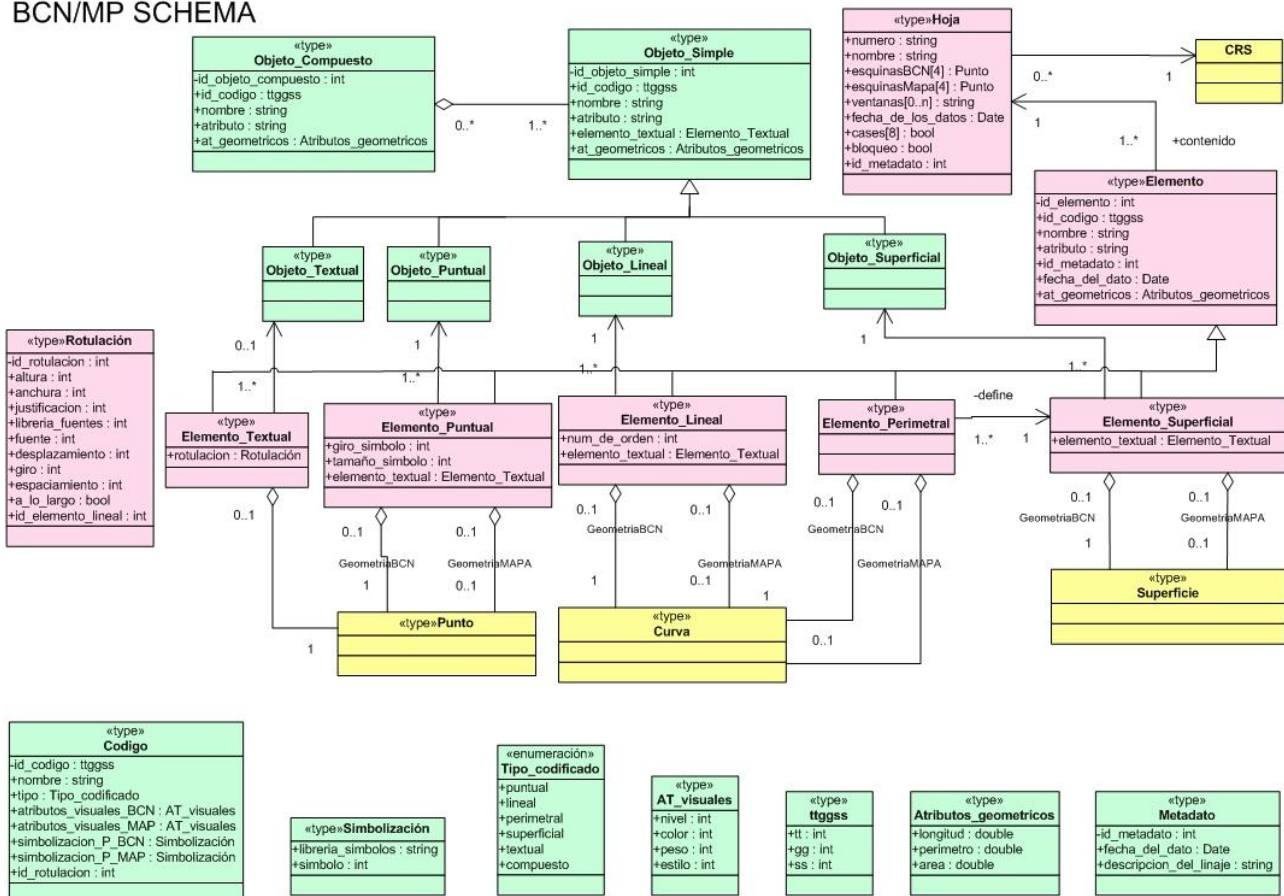 BCN/MP SCHEMA
«type»
Objeto_Compuesto
-id_objeto_compuesto : int
+id_codigo : ttggss
+nombre : string
+atributo : string
+at_geometricos : Atributos_geometricos
0..*
1..*
«type»
Objeto_Simple
-id_objeto_simple : int
+id_codigo : ttggss
+nombre : string
+atributo : string
+elemento_textual : Elemento_Textual
+at_geometricos : Atributos_geometricos
«type»Hoja
+numero : string
+nombre : string
+esquinasBCN[4] : Punto
+esquinasMapa[4] : Punto
+ventanas[0..n] : string
+fecha_de_los_datos : Date
+cases[8] : bool
+bloqueo : bool
+id_metadato : int
0..*
1
CRS
1
1..*
+contenido
«type»Elemento
-id_elemento : int
+id_codigo : ttggss
+nombre : string
+atributo : string
+id_metadato : int
+fecha_del_dato : Date
+at_geometricos : Atributos_geometricos
«type»
Objeto_Textual
«type»
Objeto_Puntual
«type»
Objeto_Lineal
«type»
Objeto_Superficial
0..1
1
1
1
1..*
1..*
1..*
1..*
«type»Rotulación
-id_rotulacion : int
+altura : int
+anchura : int
+justificacion : int
+libreria_fuentes : int
+fuente : int
+desplazamiento : int
+giro : int
+espaciamiento : int
+a_lo_largo : bool
+id_elemento_lineal : int
«type»
Elemento_Textual
+rotulacion : Rotulación
«type»
Elemento_Puntual
+giro_simbolo : int
+tamaño_simbolo : int
+elemento_textual : Elemento_Textual
«type»
Elemento_Lineal
+num_de_orden : int
+elemento_textual : Elemento_Textual
«type»
Elemento_Perimetral
-define
1..*
1
«type»
Elemento_Superficial
+elemento_textual : Elemento_Textual
0..1
0..1
0..1
GeometriaBCN
GeometriaMAPA
1
0..1
0..1
0..1
GeometriaBCN
GeometriaMAPA
1
0..1
0..1
0..1
GeometriaBCN
GeometriaMAPA
1
0..1
0..1
0..1
GeometriaBCN
GeometriaMAPA
1
0..1
1
«type»Punto
«type»
Curva
«type»
Superficie
«type»
Codigo
-id_codigo : ttggss
+nombre : string
+tipo : Tipo_codificado
+atributos_visuales_BCN : AT_visuales
+atributos_visuales_MAP : AT_visuales
+simbolizacion_P_BCN : Simbolización
+simbolizacion_P_MAP : Simbolización
+id_rotulacion : int
«type»Simbolización
+libreria_simbolos : string
+simbolo : int
«enumeración»
Tipo_codificado
+puntual
+lineal
+perimetral
+superficial
+textual
+compuesto
«type»
AT_visuales
+nivel : int
+color : int
+peso : int
+estilo : int
«type»
ttggss
+tt : int
+gg : int
+ss : int
«type»
Atributos_geometricos
+longitud : double
+perimetro : double
+area : double
«type»
Metadato
-id_metadato : int
+fecha_del_dato : Date
+descripcion_del_linaje : string